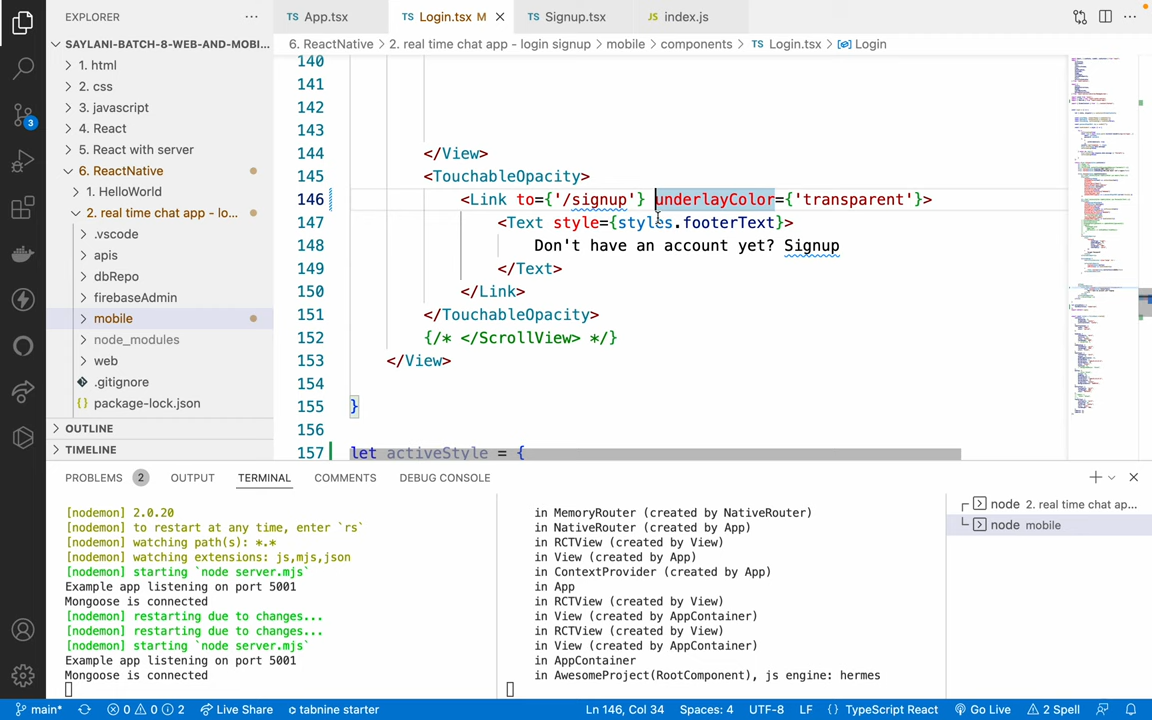 EXPLORER
App.tsx
Login.tsx M
Signup.tsx
index.js
SAYLANI-BATCH-8-WEB-AND-MOBI...
6. ReactNative > 2. real time chat app - login signup > mobile > components > Login.tsx > Login
1. html
2. css
3. javascript
4. React
5. React with server
6. ReactNative
1. HelloWorld
2. real time chat app - lo...
.vscode
apis
dbRepo
firebaseAdmin
mobile
node_modules
web
.gitignore
package-lock.json
OUTLINE
TIMELINE
3
140
141
142
143
144 </View>
145 <TouchableOpacity>
146 <Link to={'/signup'} underlayColor={'transparent'}>
147 <Text style={styles.footerText}>
148 Don't have an account yet? Signup
149 </Text>
150 </Link>
151 </TouchableOpacity>
152 {/* </ScrollView> */}
153 </View>
154
155 }
156
157 let activeStyle = {
PROBLEMS 2 OUTPUT TERMINAL COMMENTS DEBUG CONSOLE
[nodemon] 2.0.20
[nodemon] to restart at any time, enter `rs`
[nodemon] watching path(s): *.*
[nodemon] watching extensions: js,mjs,json
[nodemon] starting `node server.mjs`
Example app listening on port 5001
Mongoose is connected
[nodemon] restarting due to changes...
[nodemon] restarting due to changes...
[nodemon] starting `node server.mjs`
Example app listening on port 5001
Mongoose is connected
in MemoryRouter (created by NativeRouter)
in NativeRouter (created by App)
in RCTView (created by View)
in View (created by App)
in ContextProvider (created by App)
in App
in RCTView (created by View)
in View (created by AppContainer)
in RCTView (created by View)
in View (created by AppContainer)
in AppContainer
in AwesomeProject(RootComponent), js engine: hermes
node 2. real time chat ap...
node mobile
main* 0 0 2 Live Share tabnine starter Ln 146, Col 34 Spaces: 4 UTF-8 LF {} TypeScript React Go Live 2 Spell